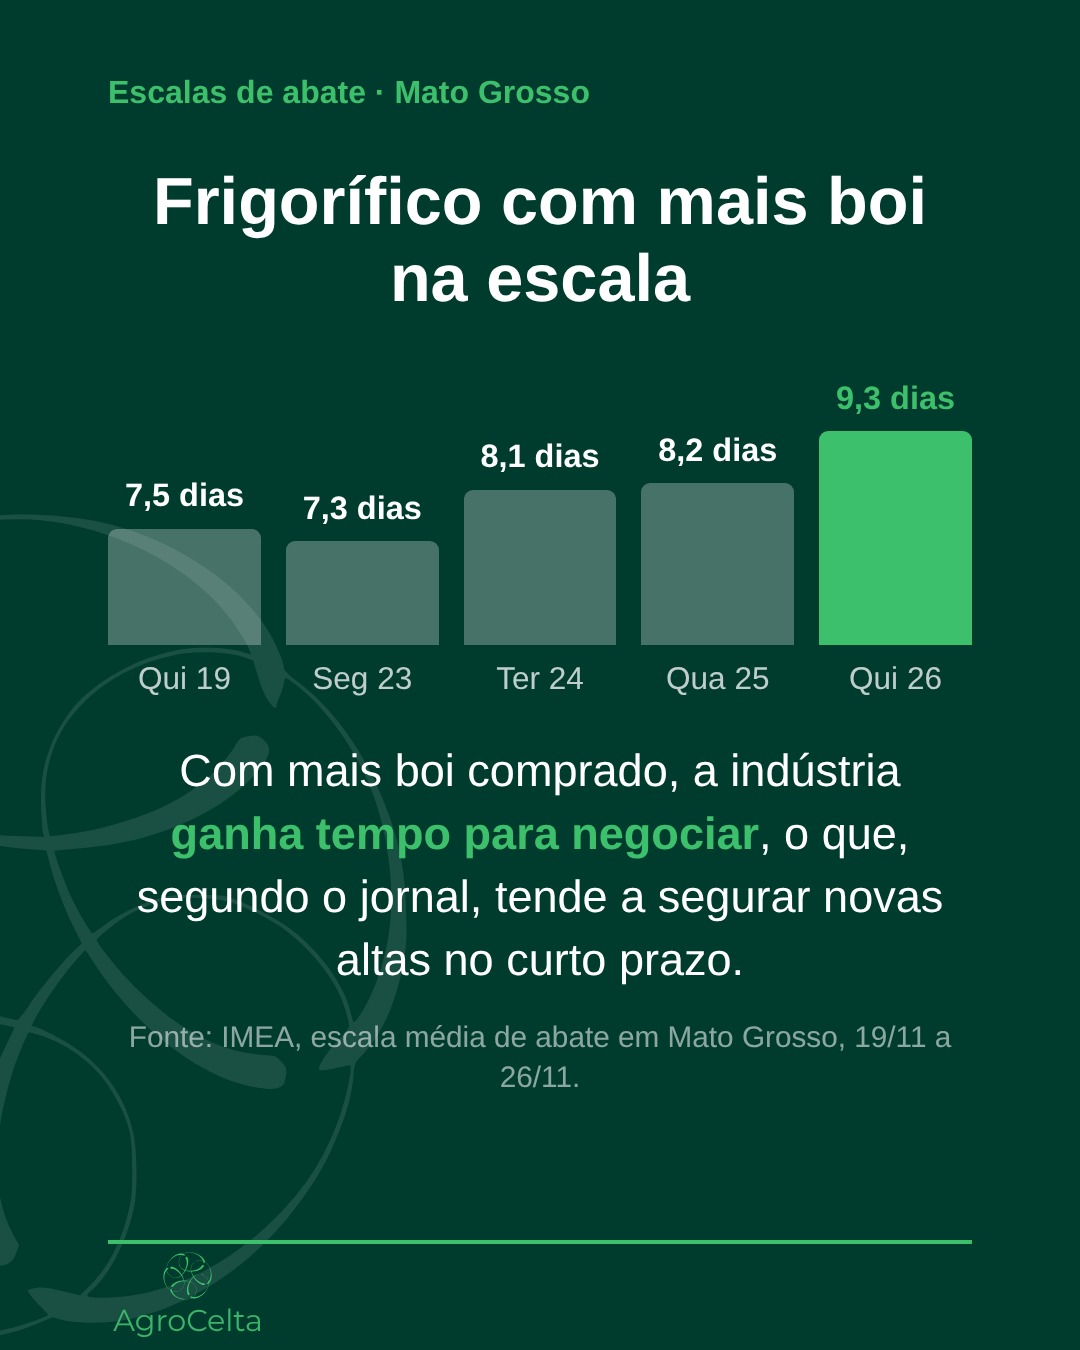 Escalas de abate · Mato Grosso
Frigorífico com mais boi
na escala
7,5 dias
7,3 dias
8,1 dias
8,2 dias
9,3 dias
Qui 19
Seg 23
Ter 24
Qua 25
Qui 26
Com mais boi comprado, a indústria
ganha tempo para negociar, o que,
segundo o jornal, tende a segurar novas
altas no curto prazo.
Fonte: IMEA, escala média de abate em Mato Grosso, 19/11 a
26/11.
AgroCelta